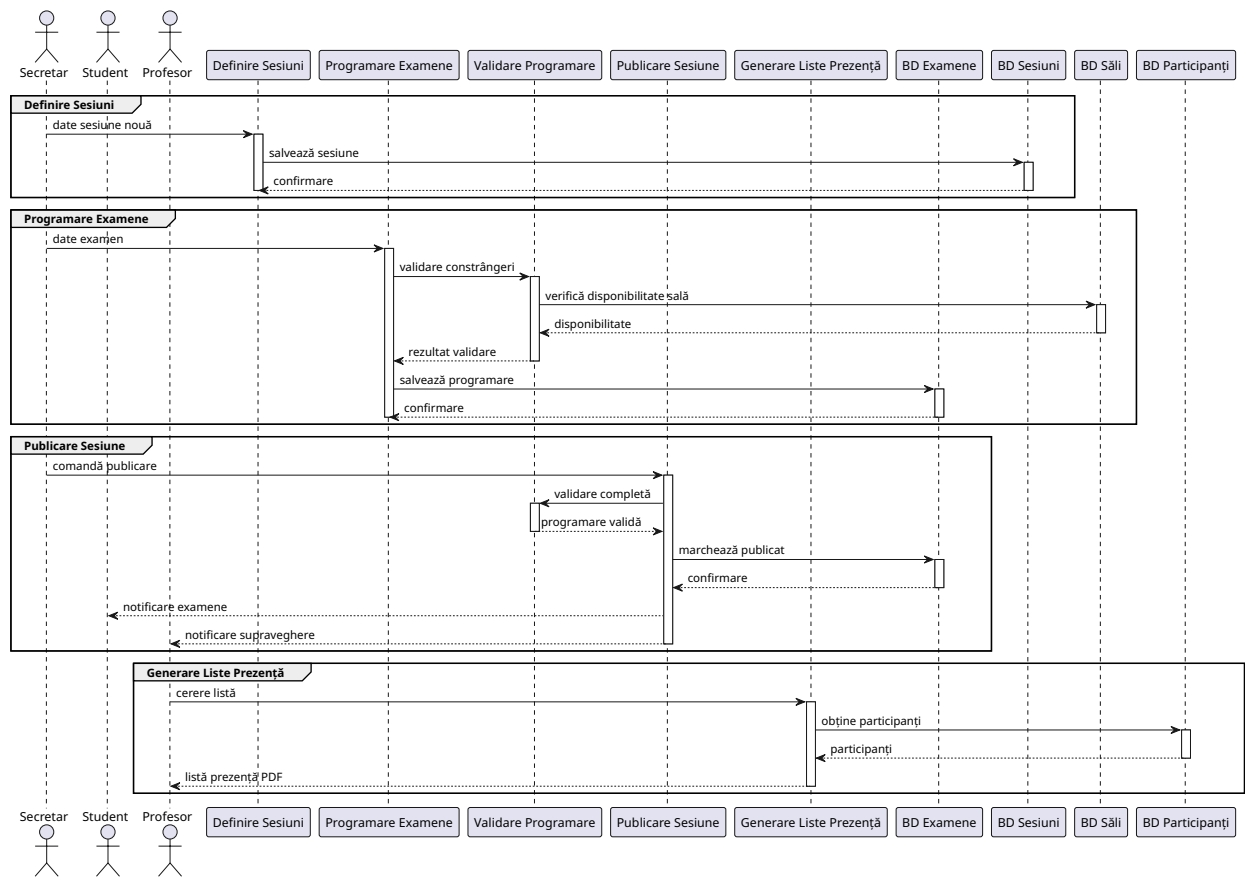 Secretar Student Profesor Definire Sesiuni Programare Examene Validare Programare Publicare Sesiune Generare Liste Prezență BD Examene BD Sesiuni BD Săli BD Participanți
Definire Sesiuni
date sesiune nouă
salvează sesiune
confirmare
Programare Examene
date examen
validare constrângeri
verifică disponibilitate sală
disponibilitate
rezultat validare
salvează programare
confirmare
Publicare Sesiune
comandă publicare
validare completă
programare validă
marchează publicat
confirmare
notificare examene
notificare supraveghere
Generare Liste Prezență
cerere listă
obține participanți
participanți
listă prezență PDF
Secretar Student Profesor Definire Sesiuni Programare Examene Validare Programare Publicare Sesiune Generare Liste Prezență BD Examene BD Sesiuni BD Săli BD Participanți